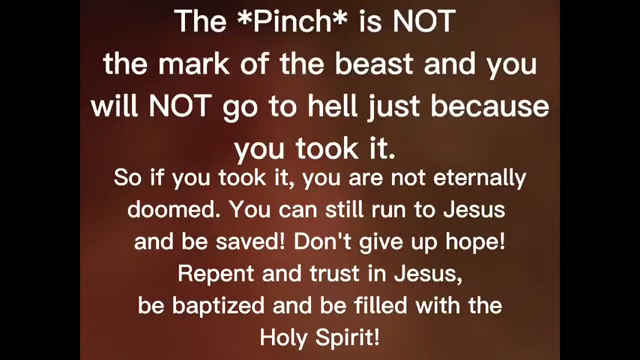 The *Pinch* is NOT
the mark of the beast and you
will NOT go to hell just because
you took it.
So if you took it, you are not eternally
doomed. You can still run to Jesus
and be saved! Don't give up hope!
Repent and trust in Jesus,
be baptized and be filled with the
Holy Spirit!